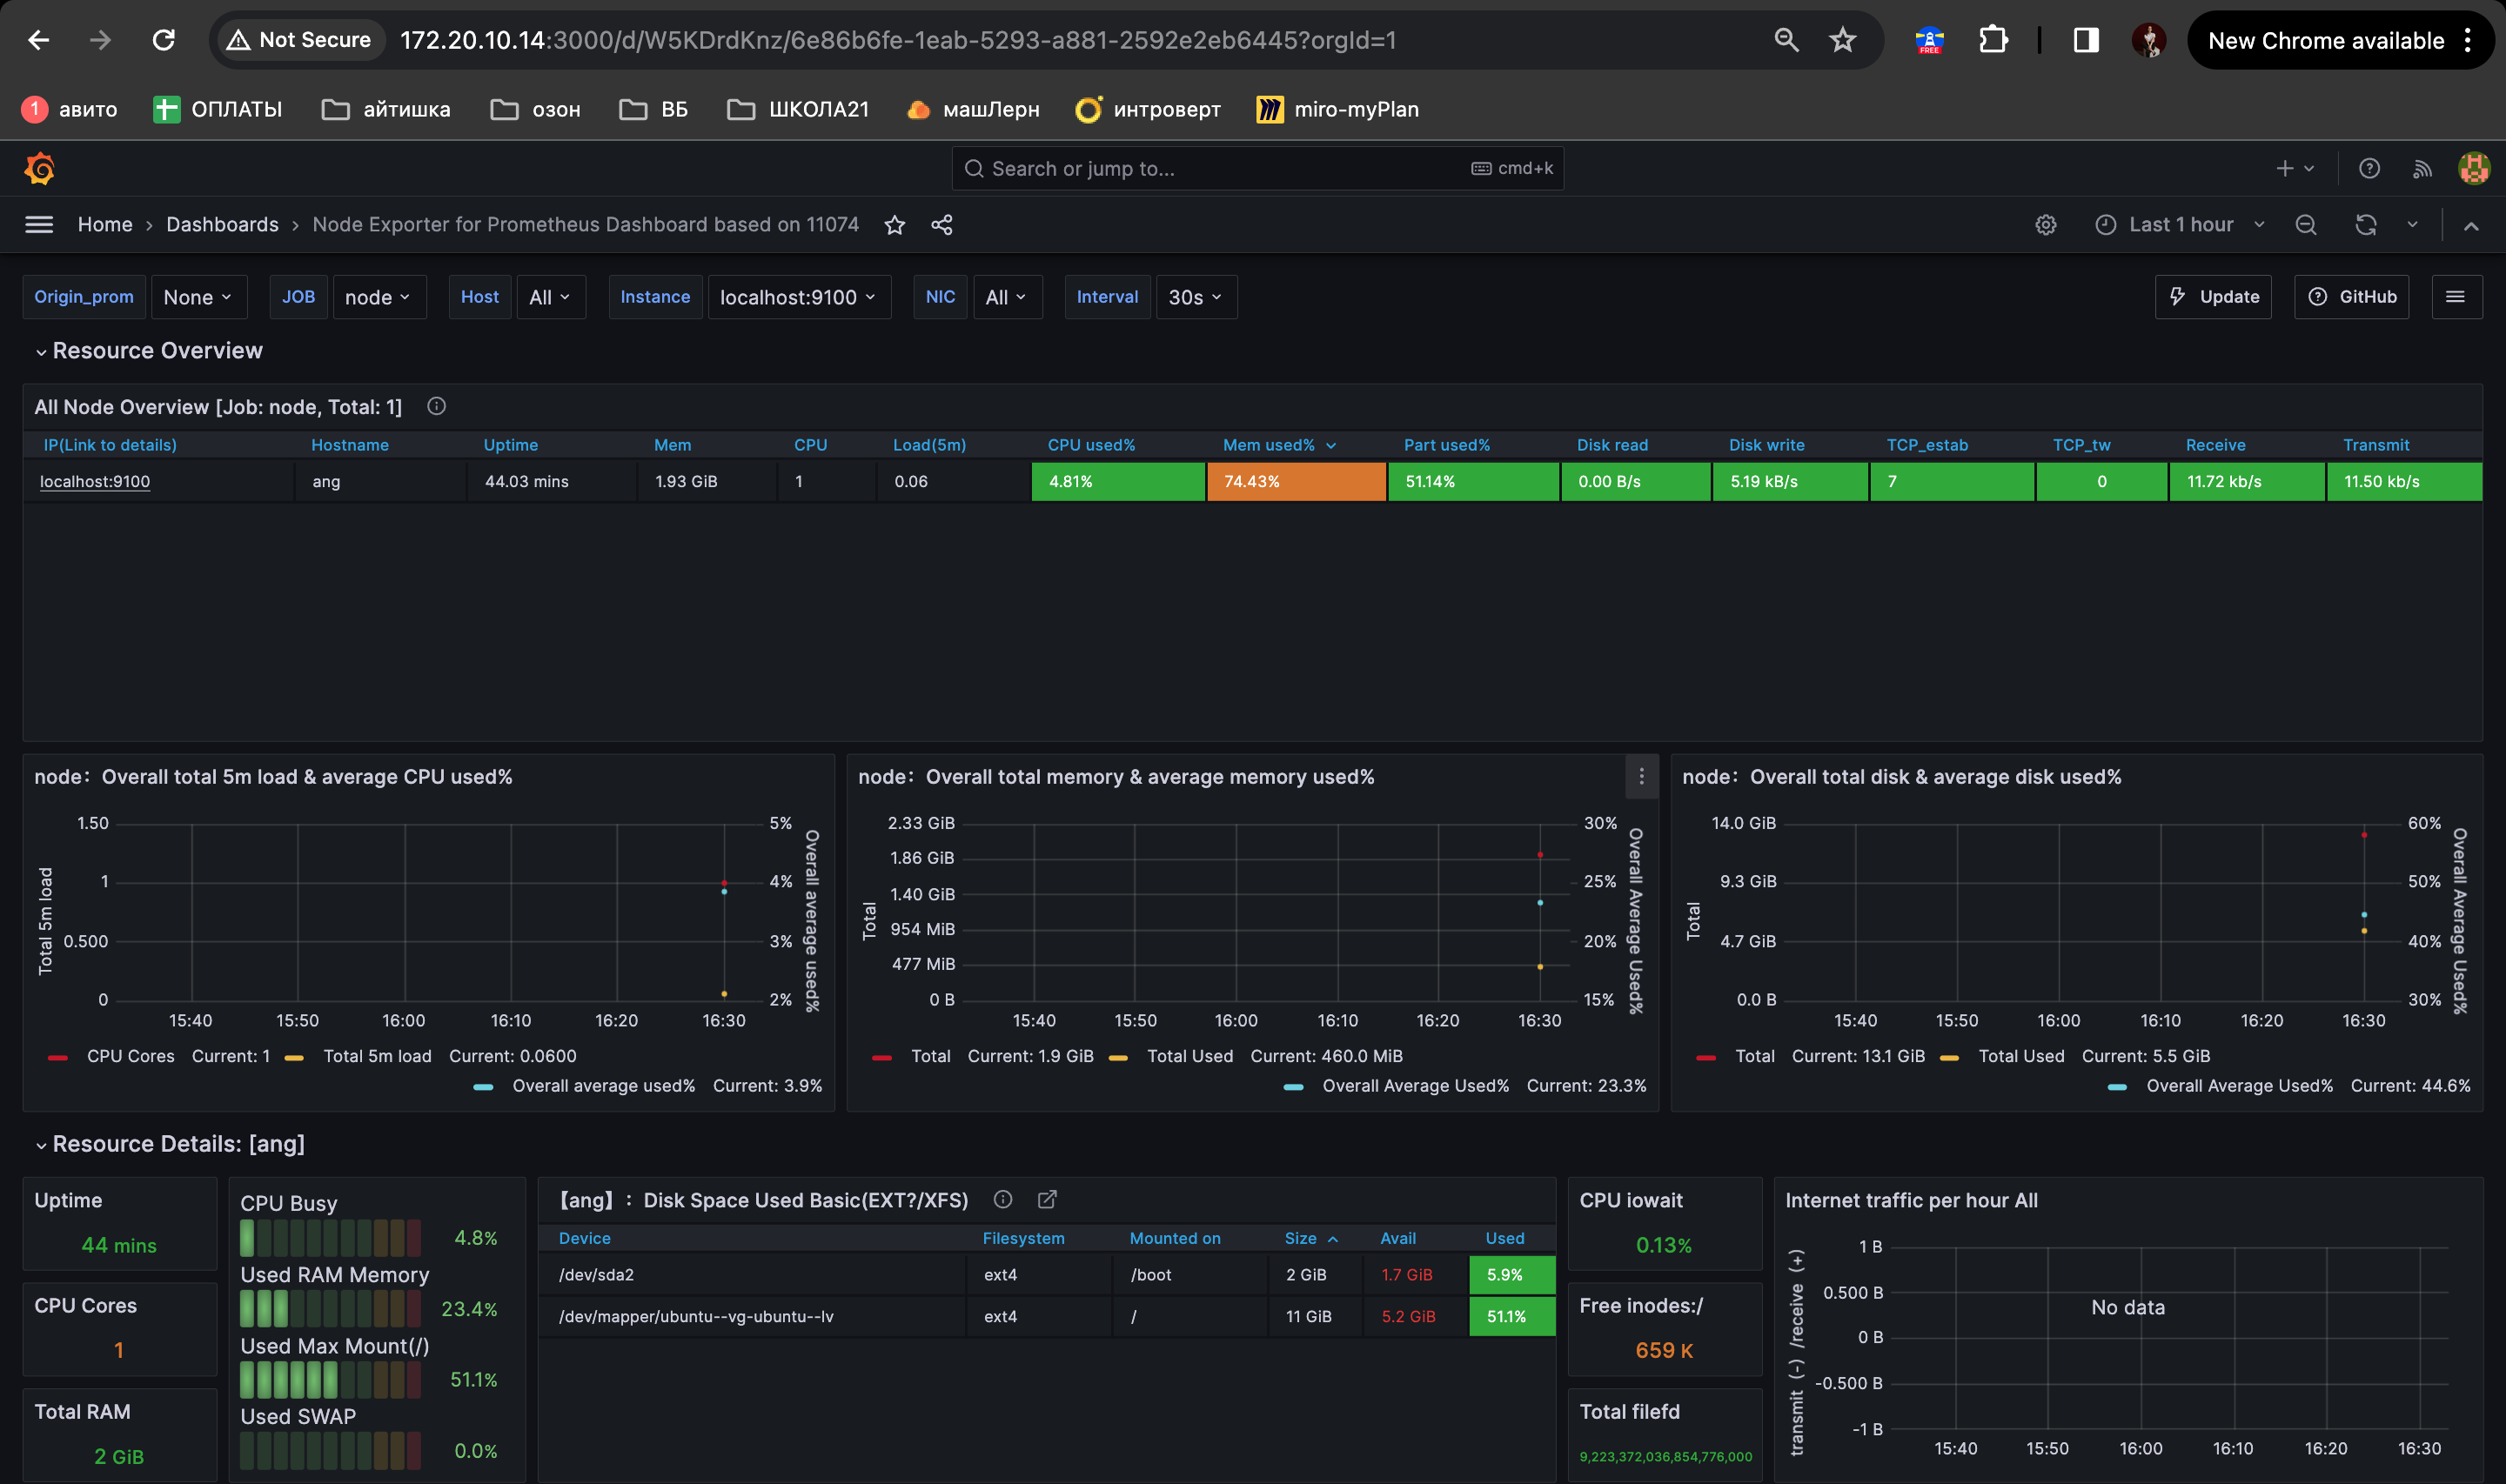 Not Secure 172.20.10.14:3000/d/W5KDrdKnz/6e86b6fe-1eab-5293-a881-2592e2eb6445?orgId=1 FREE New Chrome available
1 авито ОПЛАТЫ айтишка озон ВБ ШКОЛА21 машЛерн интроверт miro-myPlan
Search or jump to... cmd+k
Home › Dashboards › Node Exporter for Prometheus Dashboard based on 11074 Last 1 hour
Origin_prom None JOB node Host All Instance localhost:9100 NIC All Interval 30s Update GitHub
Resource Overview
All Node Overview [Job: node, Total: 1]
IP(Link to details) Hostname Uptime Mem CPU Load(5m) CPU used% Mem used% Part used% Disk read Disk write TCP_estab TCP_tw Receive Transmit
localhost:9100 ang 44.03 mins 1.93 GiB 1 0.06 4.81% 74.43% 51.14% 0.00 B/s 5.19 kB/s 7 0 11.72 kb/s 11.50 kb/s
node：Overall total 5m load & average CPU used%
Total 5m load
1.50
1
0.500
0
5%
4%
3%
2%
Overall average used%
15:40 15:50 16:00 16:10 16:20 16:30
CPU Cores Current: 1 Total 5m load Current: 0.0600
Overall average used% Current: 3.9%
node：Overall total memory & average memory used%
Total
2.33 GiB
1.86 GiB
1.40 GiB
954 MiB
477 MiB
0 B
30%
25%
20%
15%
Overall Average Used%
15:40 15:50 16:00 16:10 16:20 16:30
Total Current: 1.9 GiB Total Used Current: 460.0 MiB
Overall Average Used% Current: 23.3%
node：Overall total disk & average disk used%
Total
14.0 GiB
9.3 GiB
4.7 GiB
0.0 B
60%
50%
40%
30%
Overall Average Used%
15:40 15:50 16:00 16:10 16:20 16:30
Total Current: 13.1 GiB Total Used Current: 5.5 GiB
Overall Average Used% Current: 44.6%
Resource Details: [ang]
Uptime
44 mins
CPU Cores
1
Total RAM
2 GiB
CPU Busy
4.8%
Used RAM Memory
23.4%
Used Max Mount(/)
51.1%
Used SWAP
0.0%
【ang】：Disk Space Used Basic(EXT?/XFS)
Device Filesystem Mounted on Size Avail Used
/dev/sda2 ext4 /boot 2 GiB 1.7 GiB 5.9%
/dev/mapper/ubuntu--vg-ubuntu--lv ext4 / 11 GiB 5.2 GiB 51.1%
CPU iowait
0.13%
Free inodes:/
659 K
Total filefd
9,223,372,036,854,776,000
Internet traffic per hour All
transmit (-) /receive (+)
1 B
0.500 B
0 B
-0.500 B
-1 B
No data
15:40 15:50 16:00 16:10 16:20 16:30